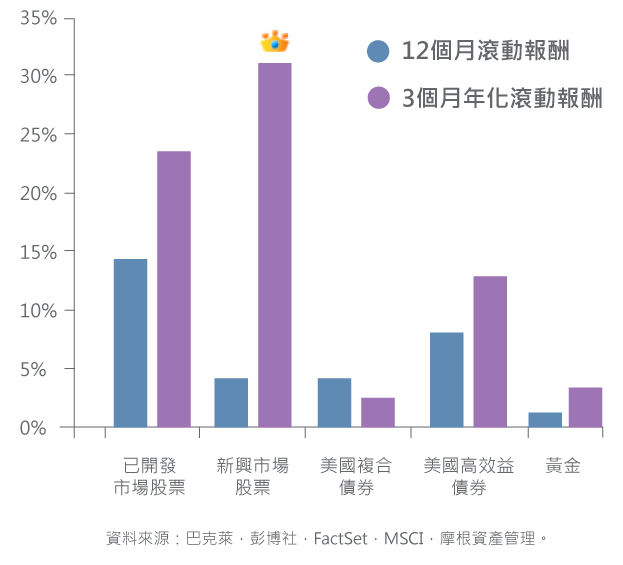 35%
30%
25%
20%
15%
10%
5%
0%
12個月滾動報酬
3個月年化滾動報酬
已開發
市場股票
新興市場
股票
美國複合
債券
美國高效益
債券
黃金
資料來源：巴克萊，彭博社，FactSet，MSCI，摩根資產管理。